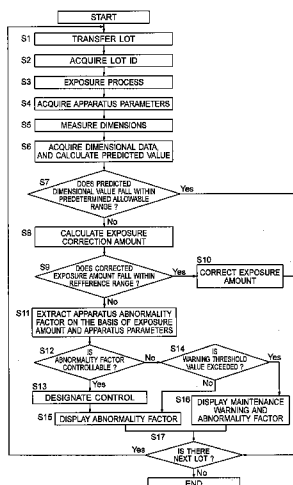 START
S1
TRANSFER LOT
S2
ACQUIRE LOT ID
S3
EXPOSURE PROCESS
S4
ACQUIRE APPARATUS PARAMETERS
S5
MEASURE DIMENSIONS
S6
ACQUIRE DIMENSIONAL DATA,
AND CALCULATE PREDICTED VALUE
S7
DOES PREDICTED
DIMENSIONAL VALUE FALL WITHIN
PREDETERMINED ALLOWABLE
RANGE ?
Yes
No
S8
CALCULATE EXPOSURE
CORRECTION AMOUNT
S9
DOES CORRECTED
EXPOSURE AMOUNT FALL WITHIN
REFFERENCE RANGE ?
Yes
S10
CORRECT EXPOSURE
AMOUNT
No
S11
EXTRACT APPARATUS ABNORMALITY
FACTOR ON THE BASIS OF EXPOSURE
AMOUNT AND APPARATUS PARAMETERS
S12
IS
ABNORMALITY FACTOR
CONTROLLABLE ?
No
S14
IS
WARNING THRESHOLD
VALUE EXCEEDED ?
Yes
S13
Yes
DESIGNATE CONTROL
No
S16
DISPLAY MAINTENANCE
WARNING AND
ABNORMALITY FACTOR
S15
DISPLAY ABNORMALITY FACTOR
S17
IS THERE
NEXT LOT ?
Yes
No
END